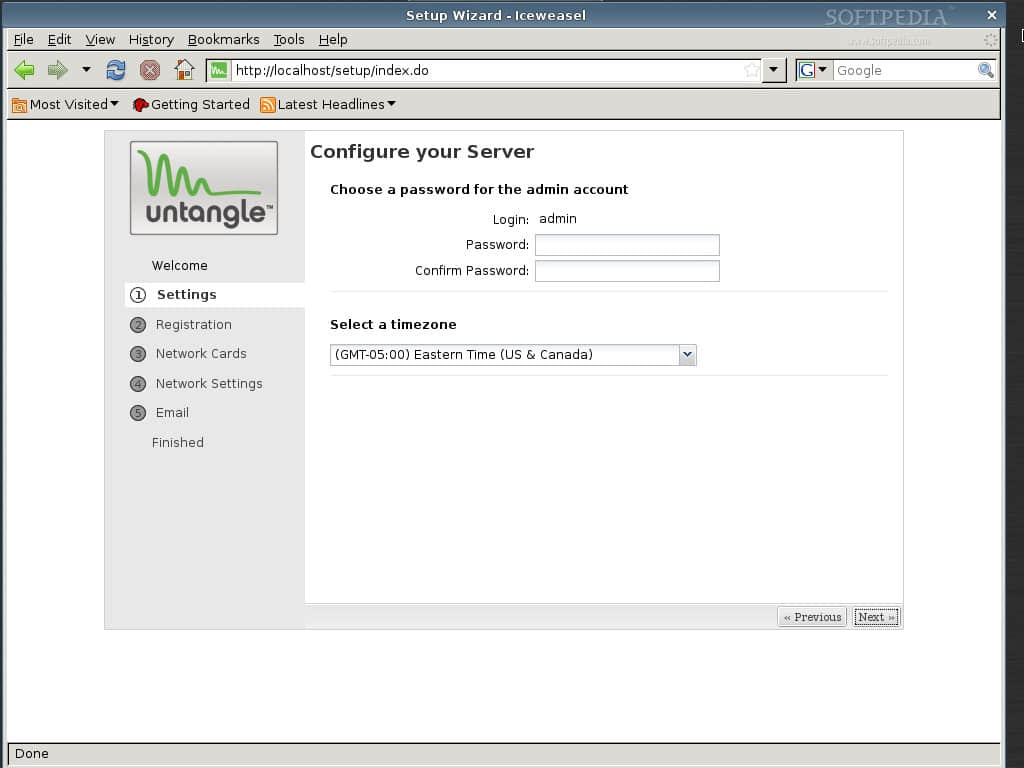 Setup Wizard - Iceweasel
SOFTPEDIA
www.softpedia.com
File Edit View History Bookmarks Tools Help
http://localhost/setup/index.do
G
Google
Most Visited Getting Started Latest Headlines
untangle™
Welcome
1 Settings
2 Registration
3 Network Cards
4 Network Settings
5 Email
Finished
Configure your Server
Choose a password for the admin account
Login: admin
Password:
Confirm Password:
Select a timezone
(GMT-05:00) Eastern Time (US & Canada)
« Previous Next »
Done